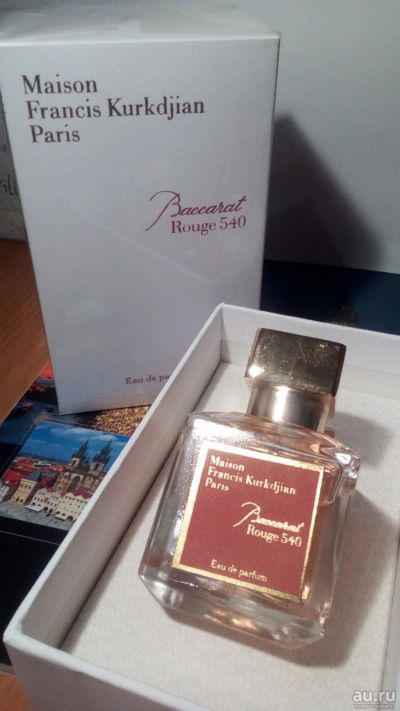 Maison
Francis Kurkdjian
Paris
Baccarat
Rouge 540
Eau de
Maison
Francis Kurkdjian
Paris
Baccarat
Rouge 540
Eau de parfum
au.ru